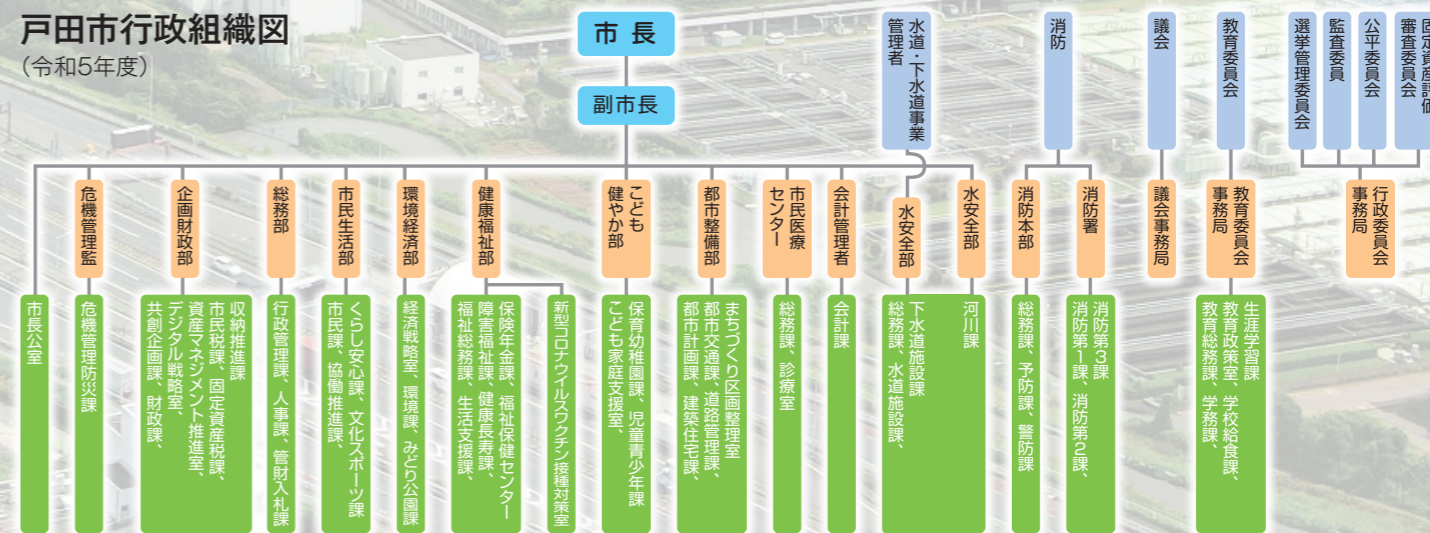 戸田市行政組織図
(令和5年度)
市長
副市長
水道・下水道事業
管理者
消防
議会
教育委員会
選挙管理委員会
監査委員
公平委員会
固定資産評価
審査委員会
危機管理監
企画財政部
総務部
市民生活部
環境経済部
健康福祉部
こども
健やか部
都市整備部
市民医療
センター
会計管理者
水安全部
水安全部
消防本部
消防署
議会事務局
教育委員会
事務局
行政委員会
事務局
市長公室
危機管理防災課
共創企画課、財政課、
デジタル戦略室、
資産マネジメント推進室、
市民税課、固定資産税課、
収納推進課
行政管理課、人事課、管財入札課
市民課、協働推進課、
くらし安心課、文化スポーツ課
経済戦略室、環境課、みどり公園課
福祉総務課、生活支援課、
障害福祉課、健康長寿課、
保険年金課、福祉保健センター
新型コロナウイルスワクチン接種対策室
こども家庭支援室、
保育幼稚園課、児童青少年課
都市計画課、建築住宅課、
都市交通課、道路管理課、
まちづくり区画整理室
総務課、診療室
会計課
総務課、水道施設課、
下水道施設課
河川課
総務課、予防課、警防課
消防第1課、消防第2課、
消防第3課
教育総務課、学務課、
教育政策室、学校給食課、
生涯学習課